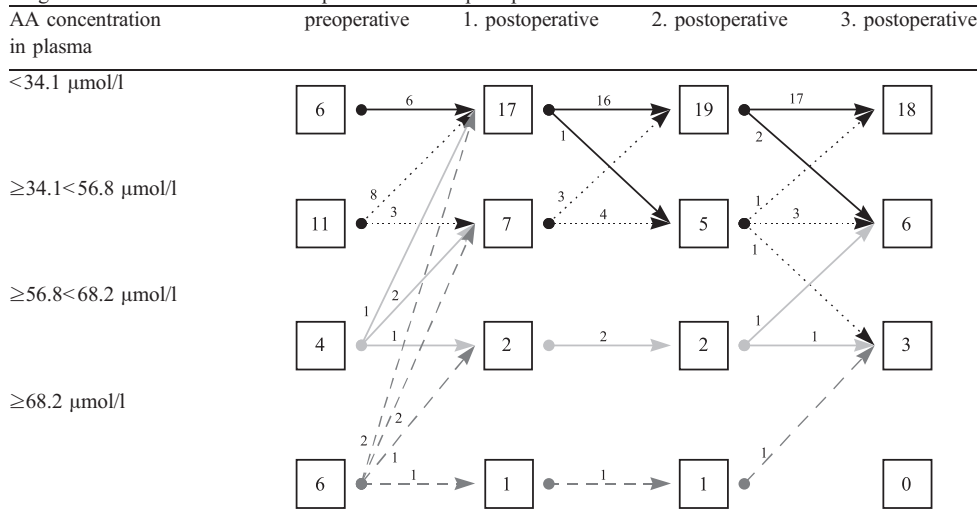 AA concentration preoperative 1. postoperative 2. postoperative 3. postoperative
in plasma
<34.1 μmol/l
6 6 17 16 19 17 18
1 2
≥34.1<56.8 μmol/l
8 3 1
11 3 7 4 5 3 6
1
≥56.8<68.2 μmol/l
1 2 1
4 1 2 2 2 1 3
≥68.2 μmol/l
2 2 1 1
6 1 1 1 1 0